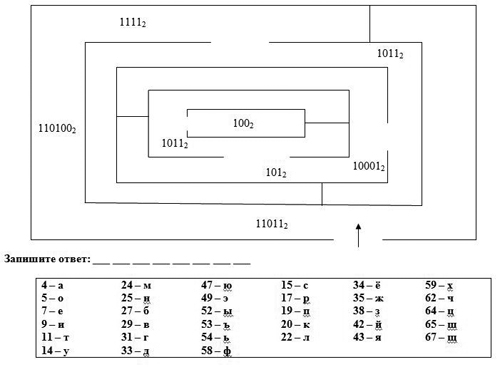 1111₂
1011₂
110100₂
100₂
1011₂
101₂
10001₂
11011₂
Запишите ответ: ___ ___ ___ ___ ___ ___ ___ ___
4 – а 24 – м 47 – ю 15 – с 34 – ё 59 – х
5 – о 25 – н 49 – э 17 – р 35 – ж 62 – ч
7 – е 27 – б 52 – ы 19 – п 38 – з 64 – ц
9 – и 29 – в 53 – ъ 20 – к 42 – й 65 – ш
11 – т 31 – г 54 – ь 22 – л 43 – я 67 – щ
14 – у 33 – д 58 – ф